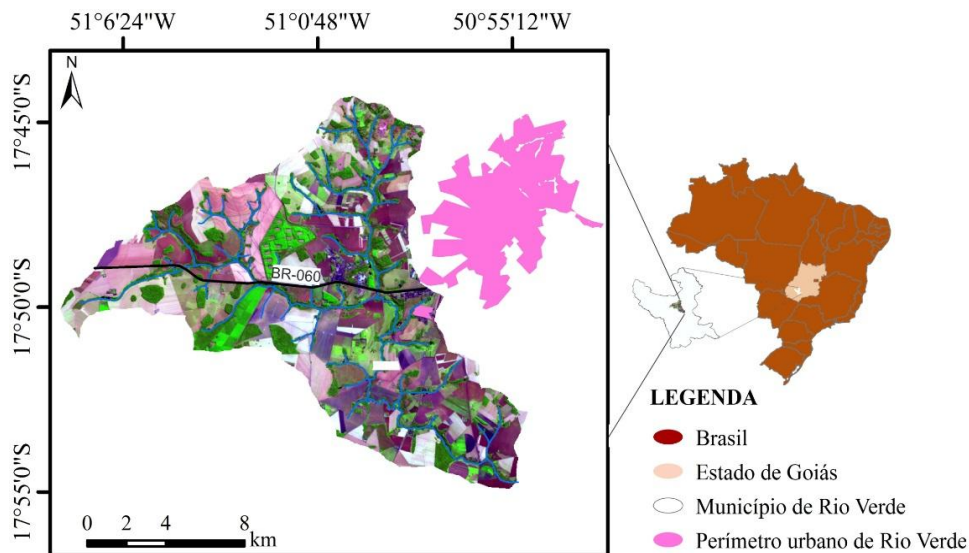 51°6'24"W 51°0'48"W 50°55'12"W
N
17°45'0"S
BR-060
17°50'0"S
17°55'0"S
0 2 4 8
km
LEGENDA
Brasil
Estado de Goiás
Município de Rio Verde
Perímetro urbano de Rio Verde